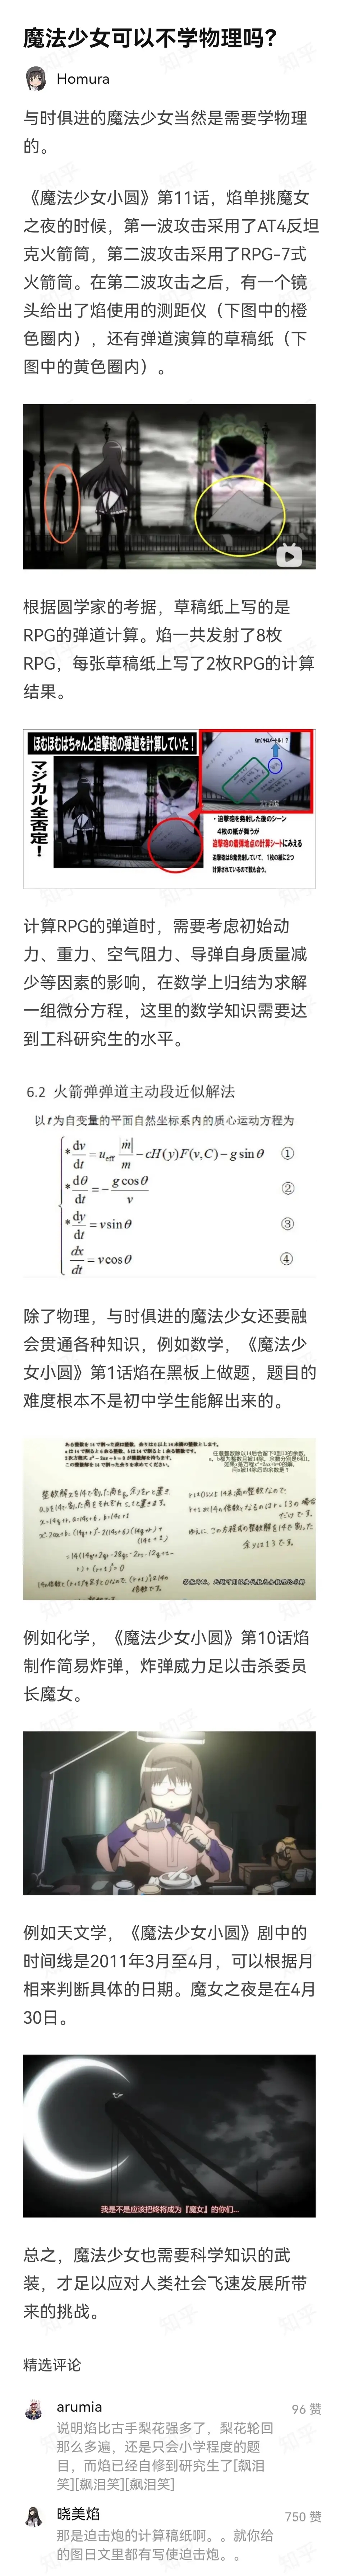 魔法少女可以不学物理吗？
Homura
与时俱进的魔法少女当然是需要学物理
的。
《魔法少女小圆》第11话，焰单挑魔女
之夜的时候，第一波攻击采用了AT4反坦
克火箭筒，第二波攻击采用了RPG-7式
火箭筒。在第二波攻击之后，有一个镜
头给出了焰使用的测距仪（下图中的橙
色圈内），还有弹道演算的草稿纸（下
图中的黄色圈内）。
根据圆学家的考据，草稿纸上写的是
RPG的弹道计算。焰一共发射了8枚
RPG，每张草稿纸上写了2枚RPG的计算
结果。
ほむほむはちゃんと迫撃砲の弾道を計算していた！
マジカル全否定！
・迫撃砲を発射した後のシーン
4枚の紙が舞うが
迫撃砲の着弾地点の計算シートにみえる
迫撃砲は8発発射していて、1枚の紙に2つ
計算されているので数も合う。
计算RPG的弹道时，需要考虑初始动
力、重力、空气阻力、导弹自身质量减
少等因素的影响，在数学上归结为求解
一组微分方程，这里的数学知识需要达
到工科研究生的水平。
6.2 火箭弹弹道主动段近似解法
以t为自变量的平面自然坐标系内的质心运动方程为
*dv/dt = u_eff |ṁ|/m − cH(y)F(v,C) − g sinθ ①
*dθ/dt = − g cosθ/v ②
*dy/dt = v sinθ ③
dx/dt = v cosθ ④
除了物理，与时俱进的魔法少女还要融
会贯通各种知识，例如数学，《魔法少
女小圆》第1话焰在黑板上做题，题目的
难度根本不是初中学生能解出来的。
例如化学，《魔法少女小圆》第10话焰
制作简易炸弹，炸弹威力足以击杀委员
长魔女。
例如天文学，《魔法少女小圆》剧中的
时间线是2011年3月至4月，可以根据月
相来判断具体的日期。魔女之夜是在4月
30日。
我是不是应该把终将成为『魔女』的你们...
总之，魔法少女也需要科学知识的武
装，才足以应对人类社会飞速发展所带
来的挑战。
精选评论
arumia
96 赞
说明焰比古手梨花强多了，梨花轮回
那么多遍，还是只会小学程度的题
目，而焰已经自修到研究生了[飙泪
笑][飙泪笑][飙泪笑]
晓美焰
750 赞
那是迫击炮的计算稿纸啊。。就你给
的图日文里都有写使迫击炮。。